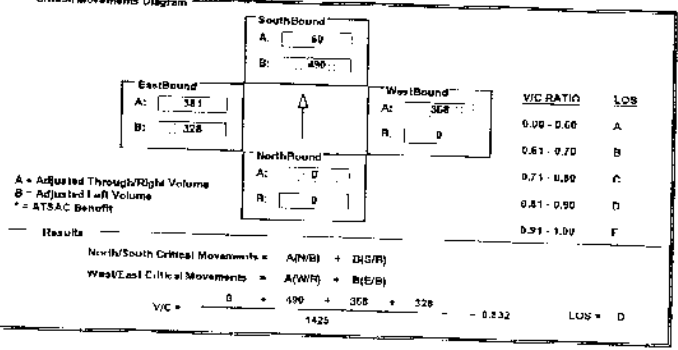 Critical Movements Diagram
SouthBound
A: 60
B: 490
EastBound
A: 381
B: 328
WestBound
A: 368
B: 0
NorthBound
A: 0
B: 0
V/C RATIO LOS
0.00 - 0.60 A
0.61 - 0.70 B
0.71 - 0.80 C
0.81 - 0.90 D
0.91 - 1.00 E
A = Adjusted Through/Right Volume
B = Adjusted Left Volume
* = ATSAC Benefit
Results
North/South Critical Movements = A(N/B) + B(S/B)
West/East Critical Movements = A(W/B) + B(E/B)
V/C = 0 + 490 + 368 + 328
1425
= 0.832 LOS = D